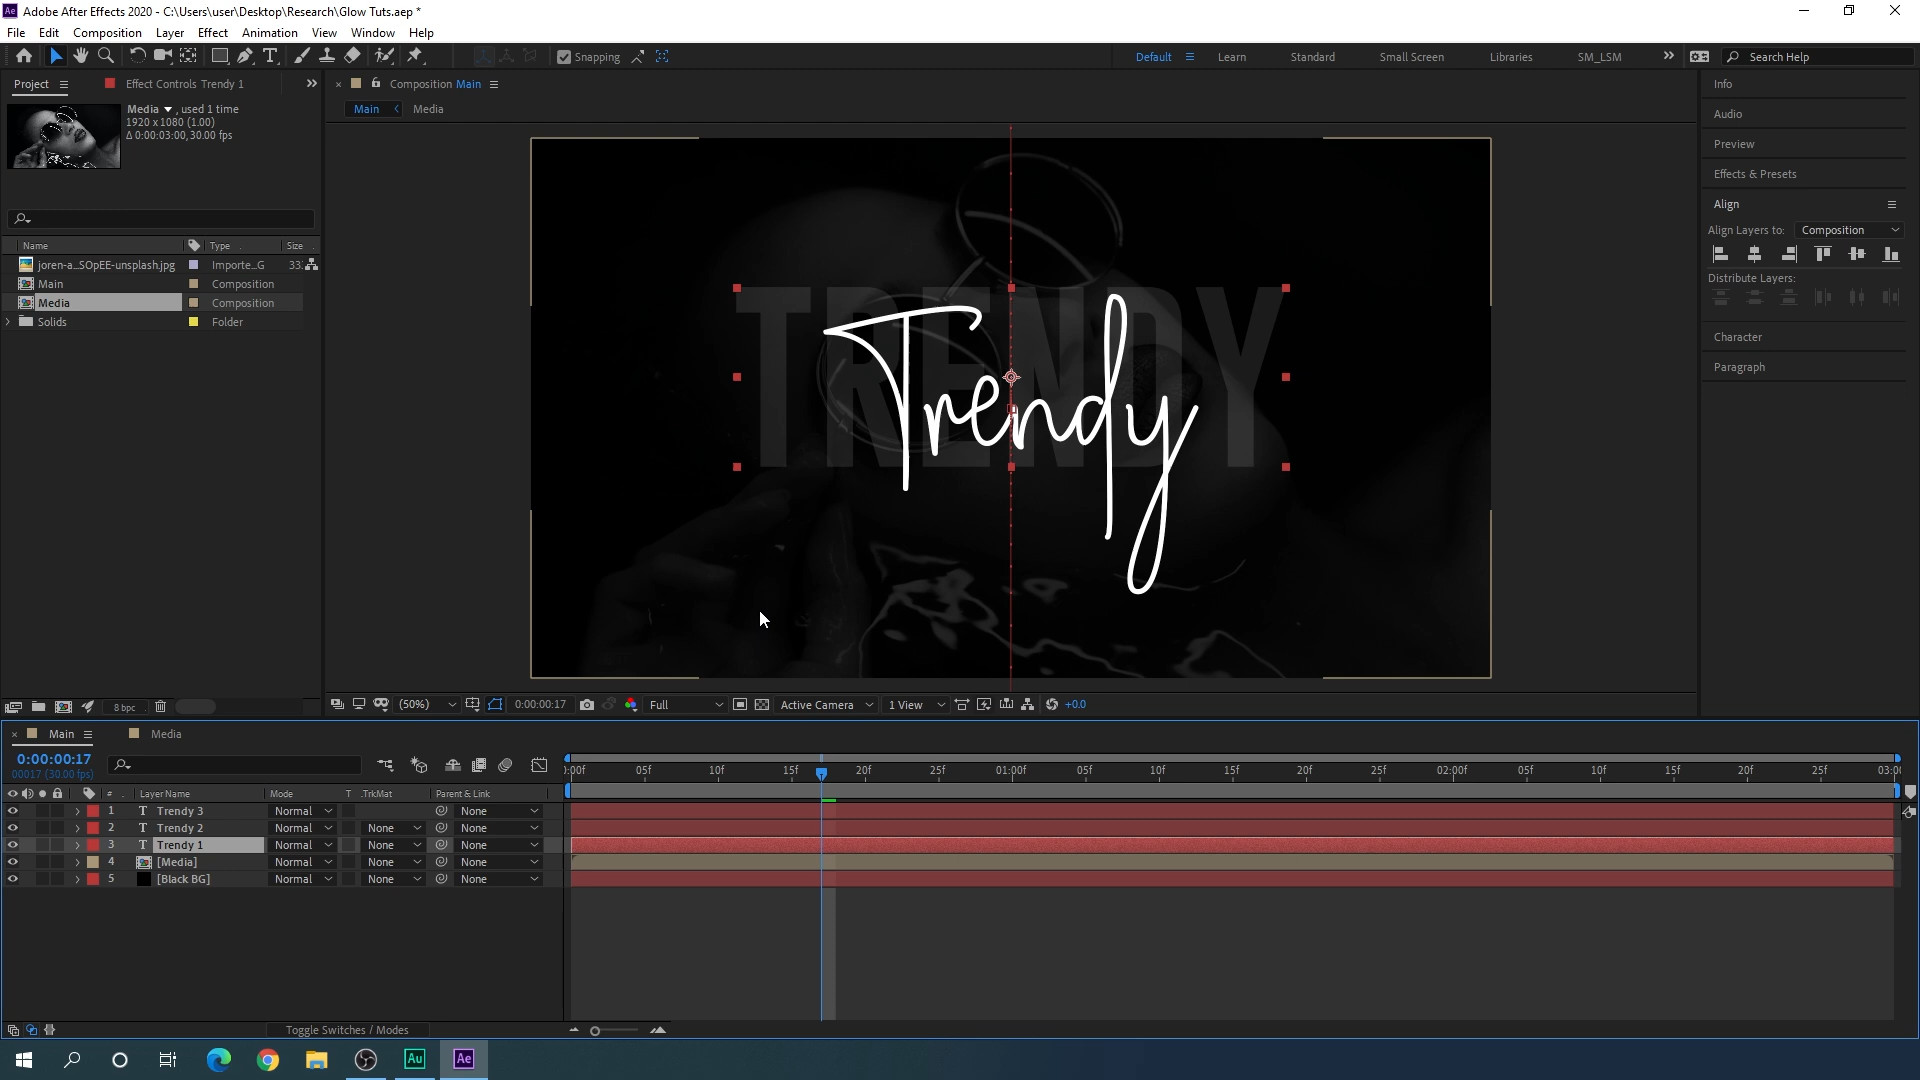 Ae Adobe After Effects 2020 - C:\Users\user\Desktop\Research\Glow Tuts.aep *
File Edit Composition Layer Effect Animation View Window Help
Snapping Default Learn Standard Small Screen Libraries SM_LSM Search Help
Project Effect Controls Trendy 1
Composition Main
Info
Media , used 1 time
1920 x 1080 (1.00)
Δ 0:00:03:00, 30.00 fps
Main Media
Audio
Preview
Effects & Presets
Align
Align Layers to: Composition
Distribute Layers:
Character
Paragraph
Name Type Size
joren-a...SOpEE-unsplash.jpg Importe...G 33
Main Composition
Media Composition
Solids Folder
TRENDY
Trendy
8 bpc
(50%) 0:00:00:17 Full Active Camera 1 View +0.0
Main Media
0:00:00:17
00017 (30.00 fps)
:00f 05f 10f 15f 20f 25f 01:00f 05f 10f 15f 20f 25f 02:00f 05f 10f 15f 20f 25f 03:00
# Layer Name Mode T .TrkMat Parent & Link
1 T Trendy 3 Normal None
2 T Trendy 2 Normal None None
3 T Trendy 1 Normal None None
4 [Media] Normal None None
5 [Black BG] Normal None None
Toggle Switches / Modes
Au Ae